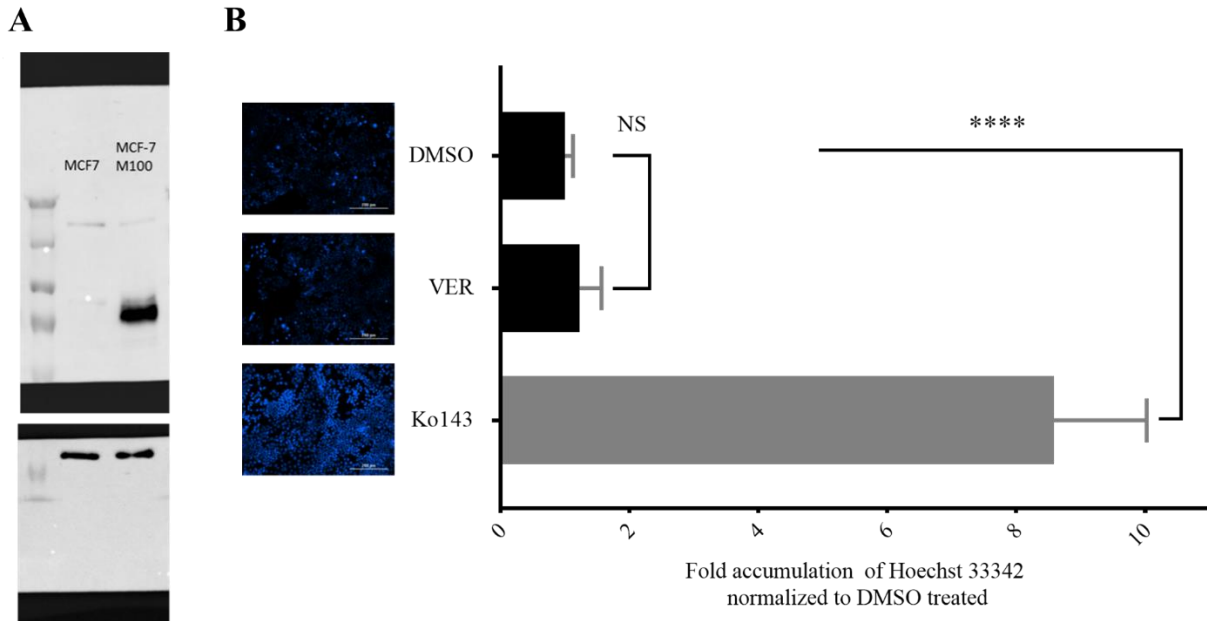 A
B
MCF7
MCF-7
M100
DMSO
NS
****
VER
Ko143
0
2
4
6
8
10
Fold accumulation of Hoechst 33342
normalized to DMSO treated